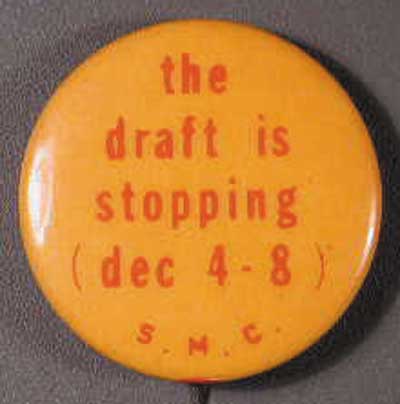 the
draft is
stopping
(dec 4-8)
S.M.C.